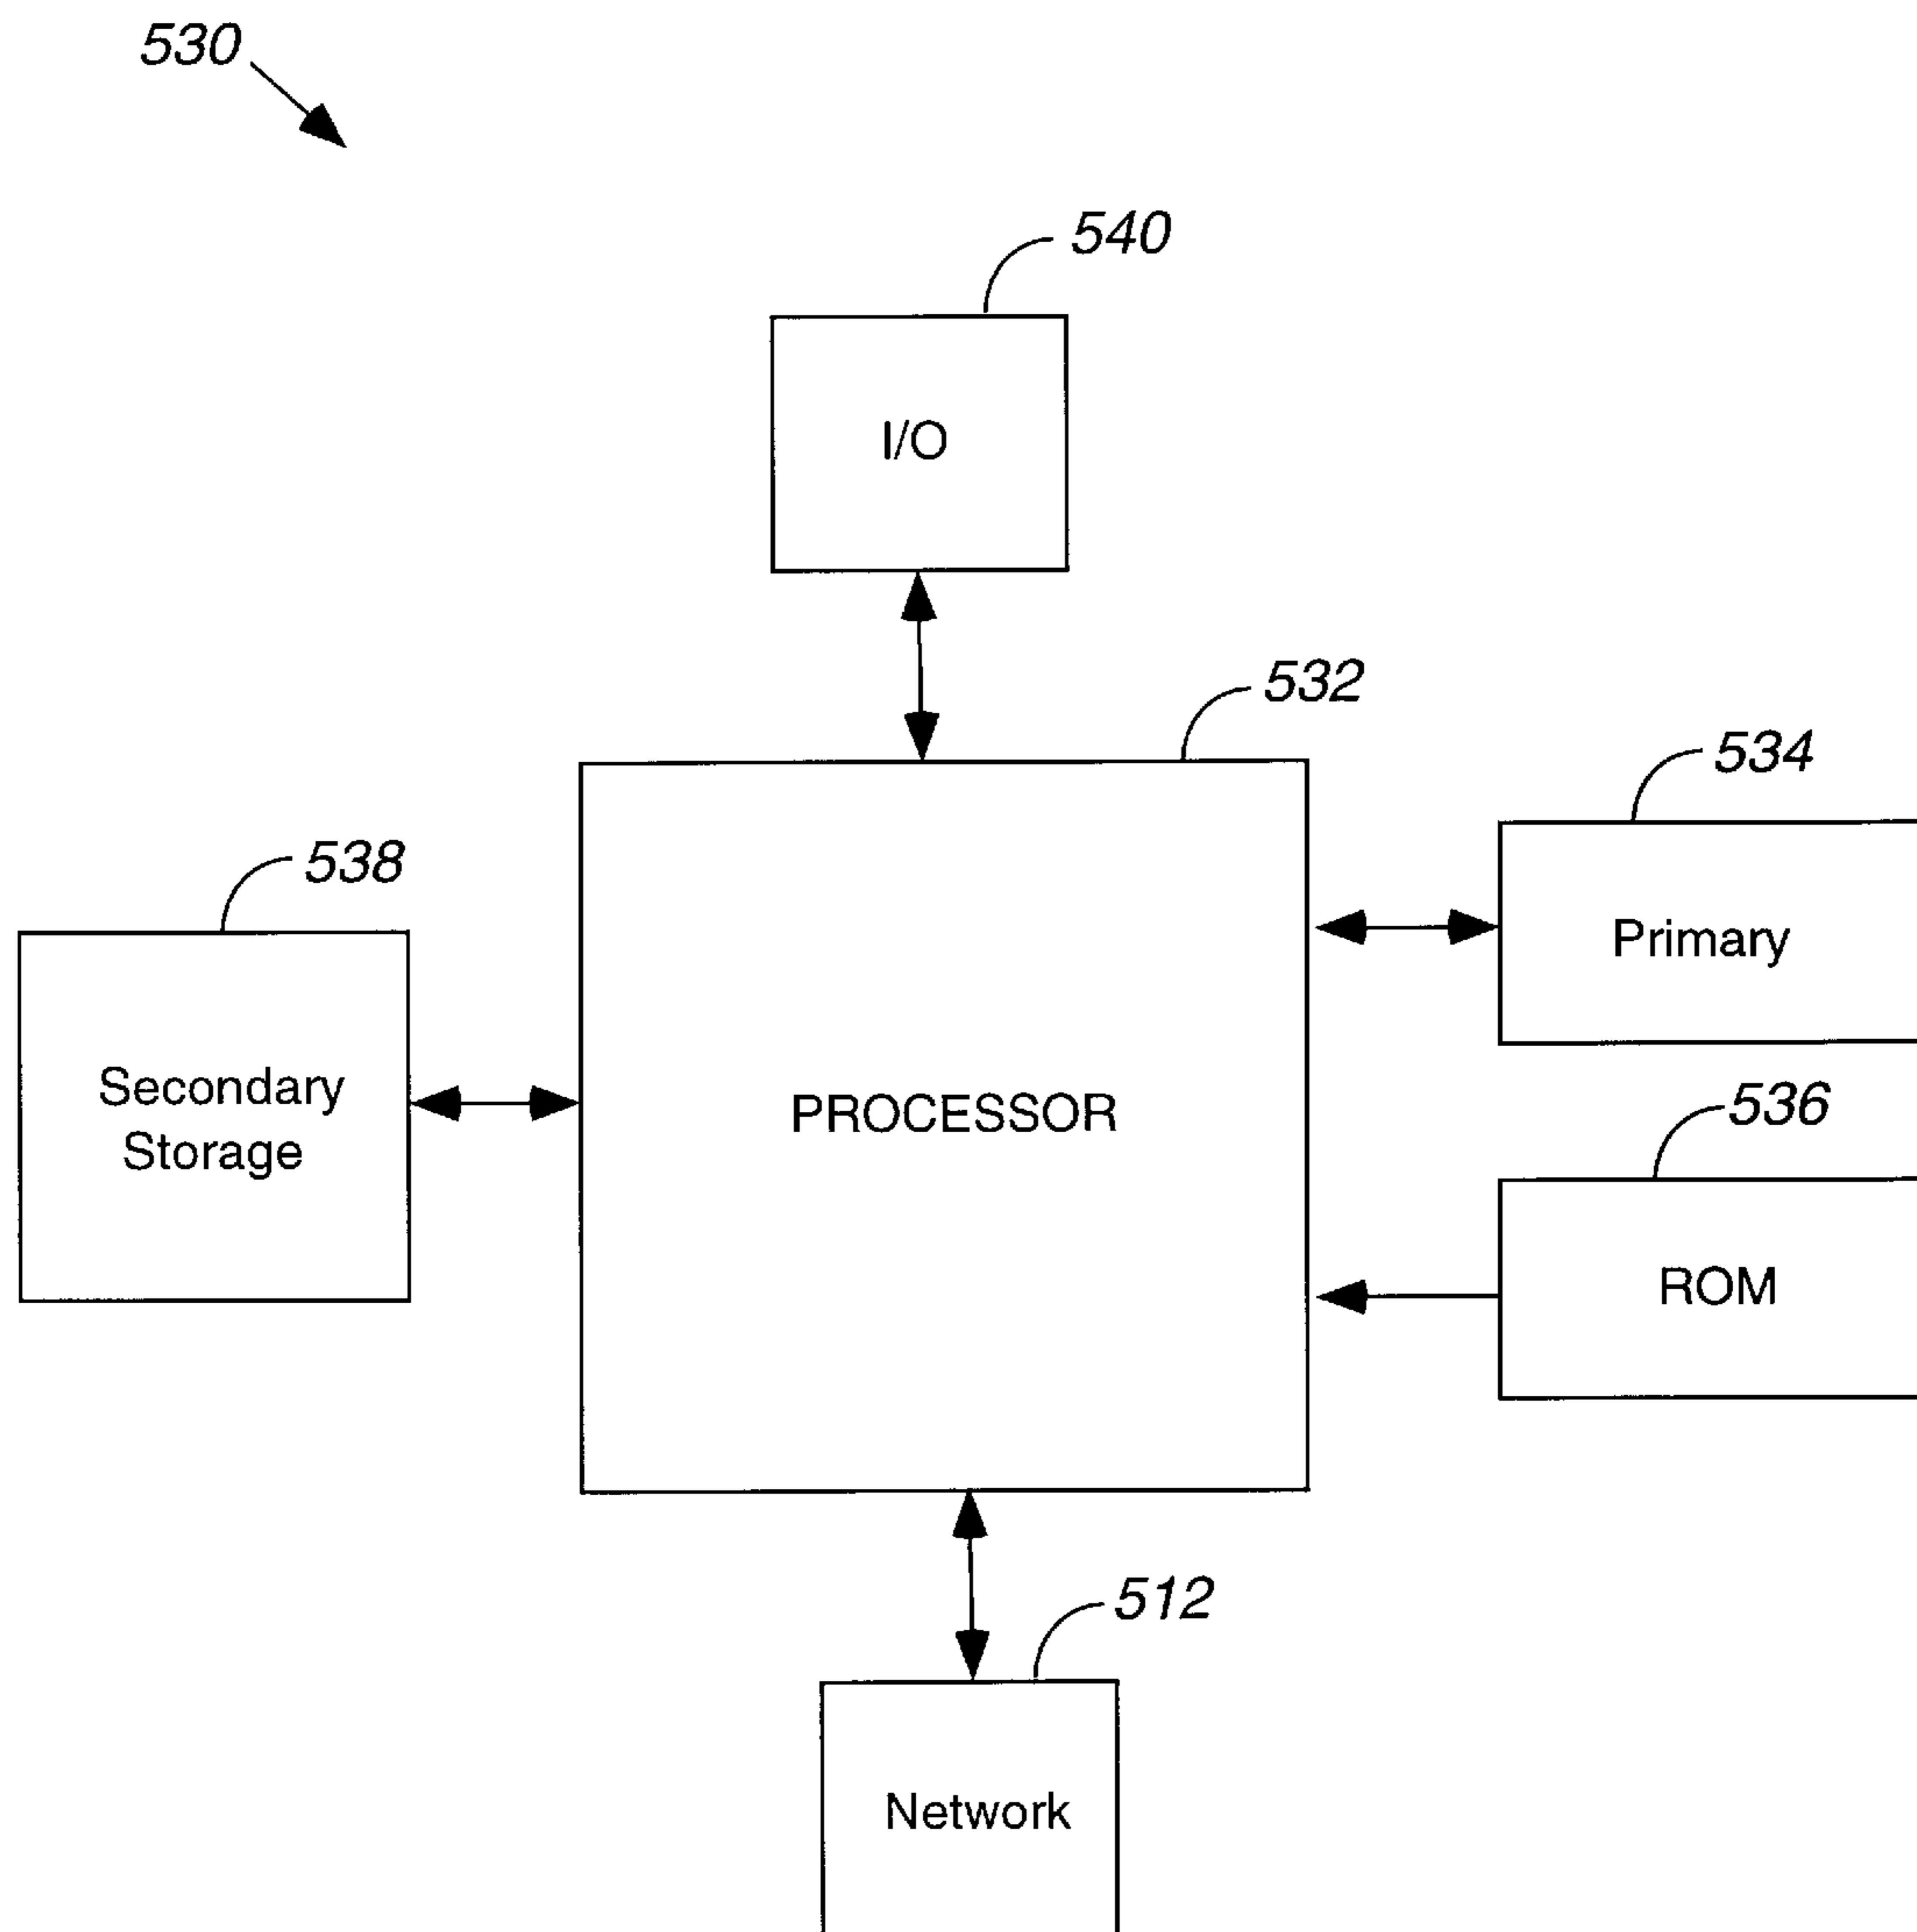 530
540
I/O
532
534
538
Primary
Secondary
Storage
PROCESSOR
536
ROM
512
Network